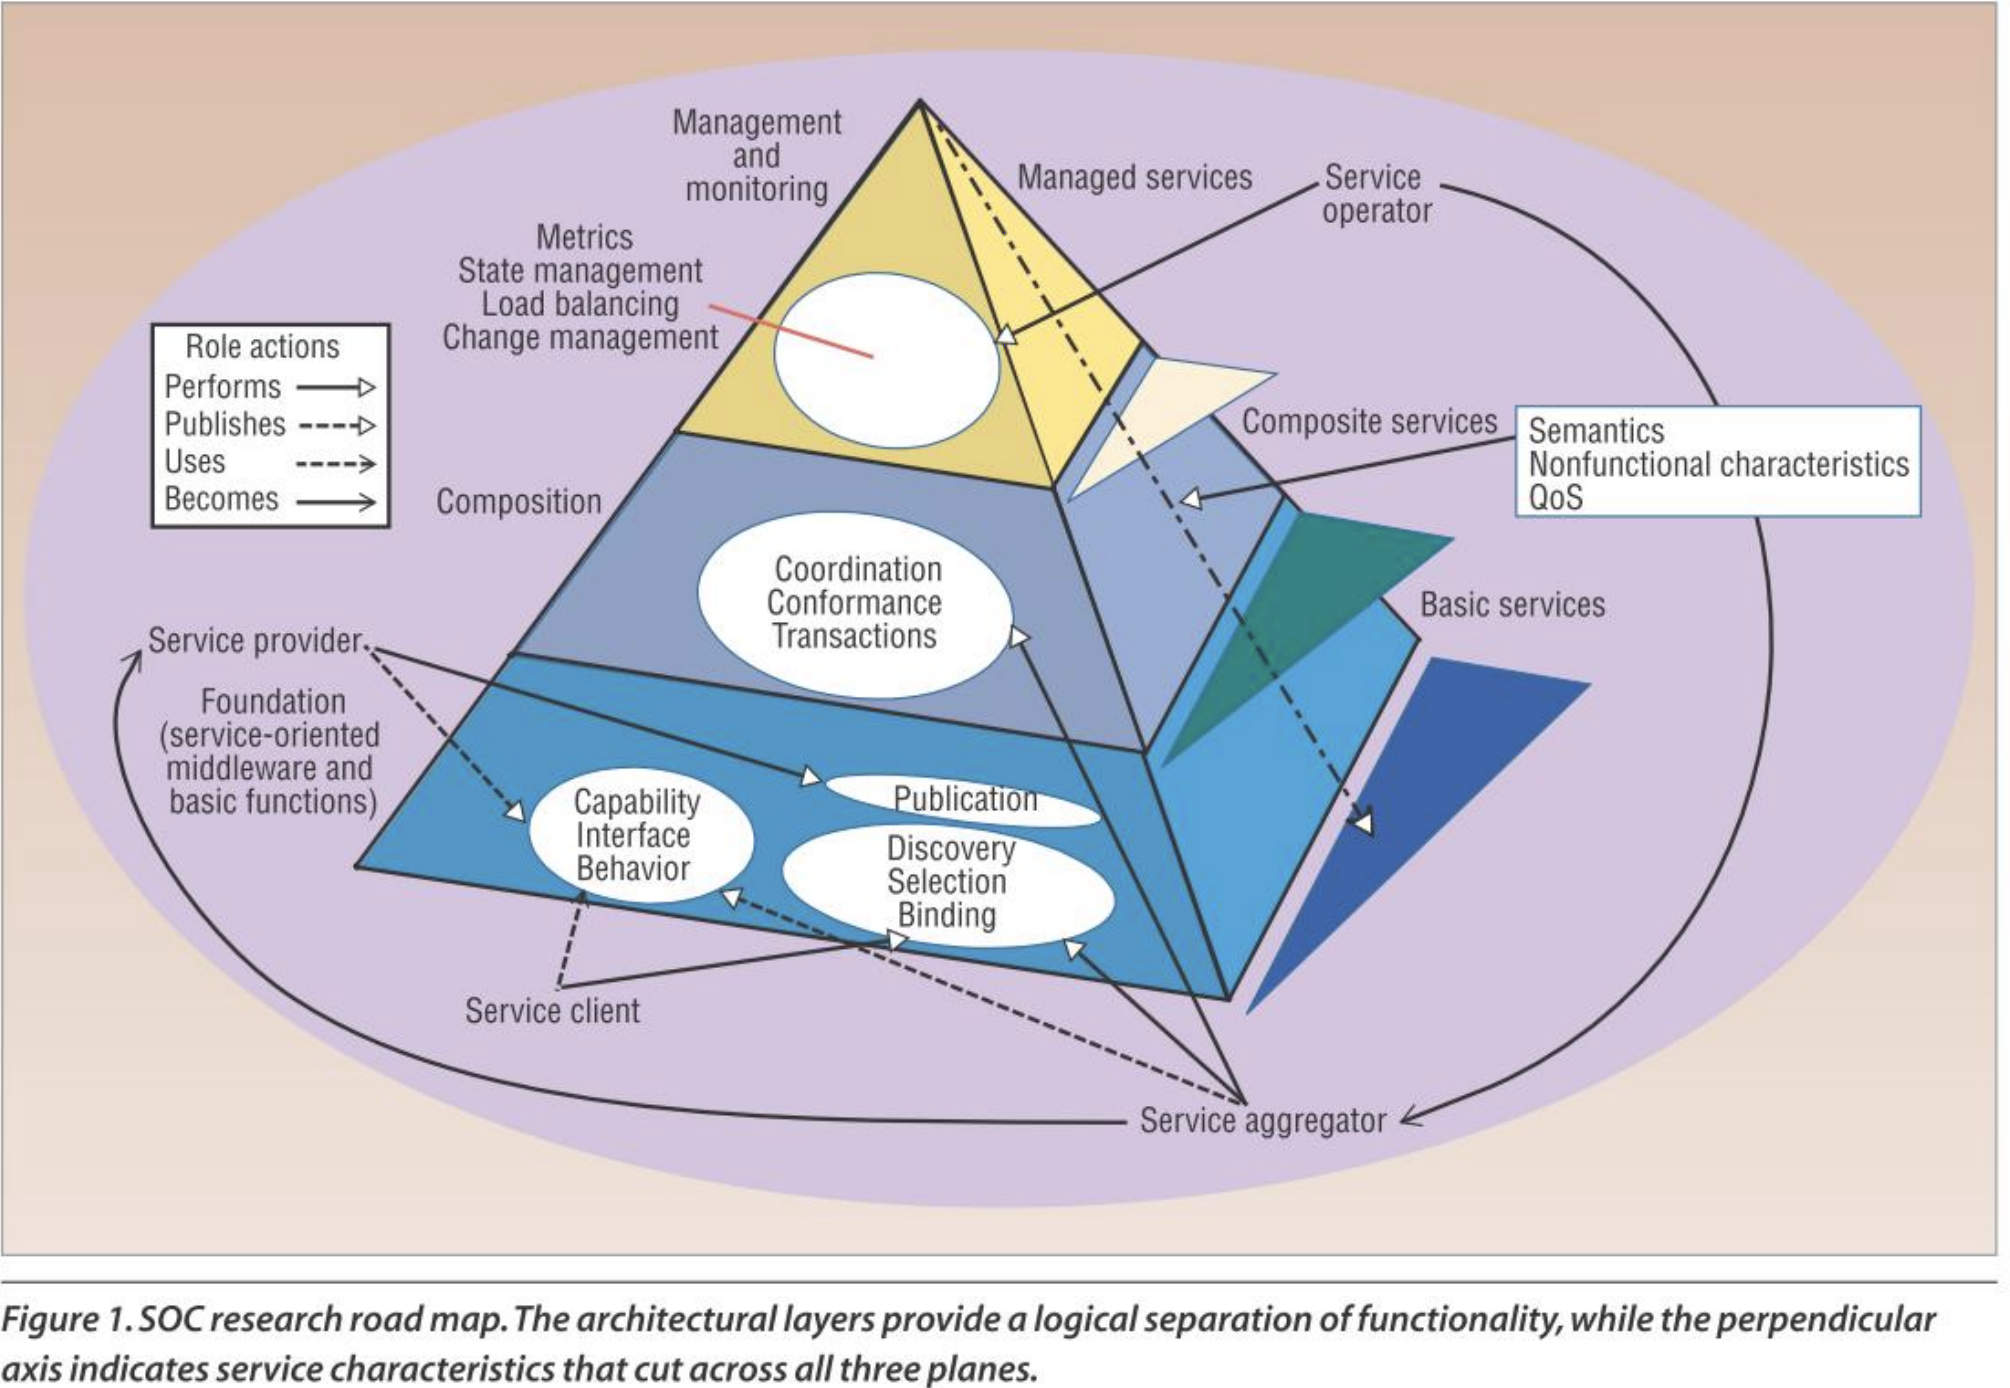 Management
and
monitoring
Managed services
Service
operator
Metrics
State management
Load balancing
Change management
Role actions
Performs
Publishes
Uses
Becomes
Composite services
Semantics
Nonfunctional characteristics
QoS
Composition
Coordination
Conformance
Transactions
Basic services
Service provider
Foundation
(service-oriented
middleware and
basic functions)
Capability
Interface
Behavior
Publication
Discovery
Selection
Binding
Service client
Service aggregator
Figure 1. SOC research road map. The architectural layers provide a logical separation of functionality, while the perpendicular
axis indicates service characteristics that cut across all three planes.